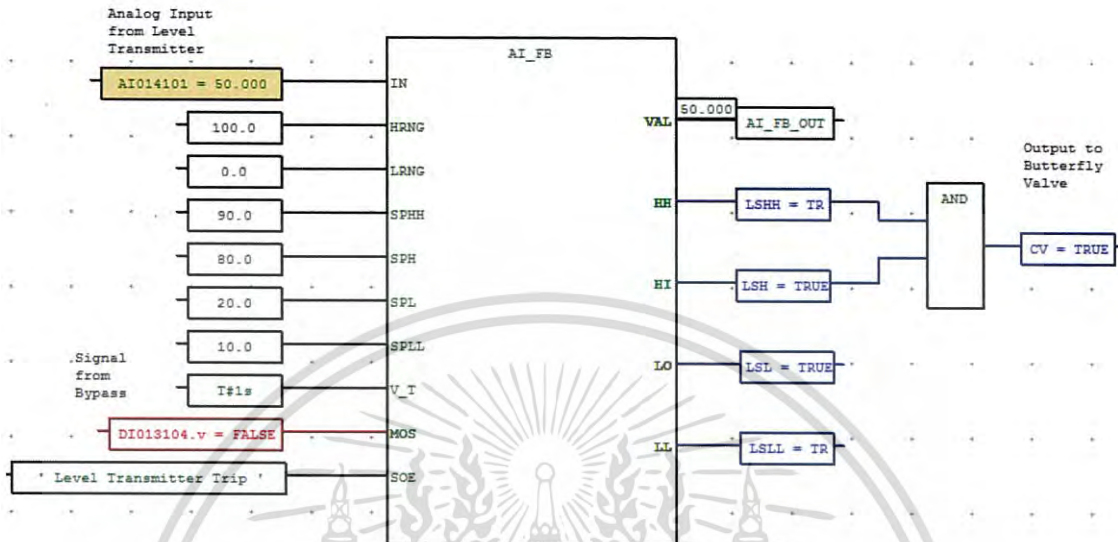 Analog Input
from Level
Transmitter
AI_FB
AI014101 = 50.000
IN
100.0
HRNG
VAL
50.000
AI_FB_OUT
0.0
LRNG
Output to
Butterfly
Valve
90.0
SPHH
HH
LSHH = TR
AND
80.0
SPH
CV = TRUE
20.0
SPL
HI
LSH = TRUE
10.0
SPLL
.Signal
from
Bypass
T#1s
V_T
LO
LSL = TRUE
DI013104.v = FALSE
MOS
LL
LSLL = TR
' Level Transmitter Trip '
SOE